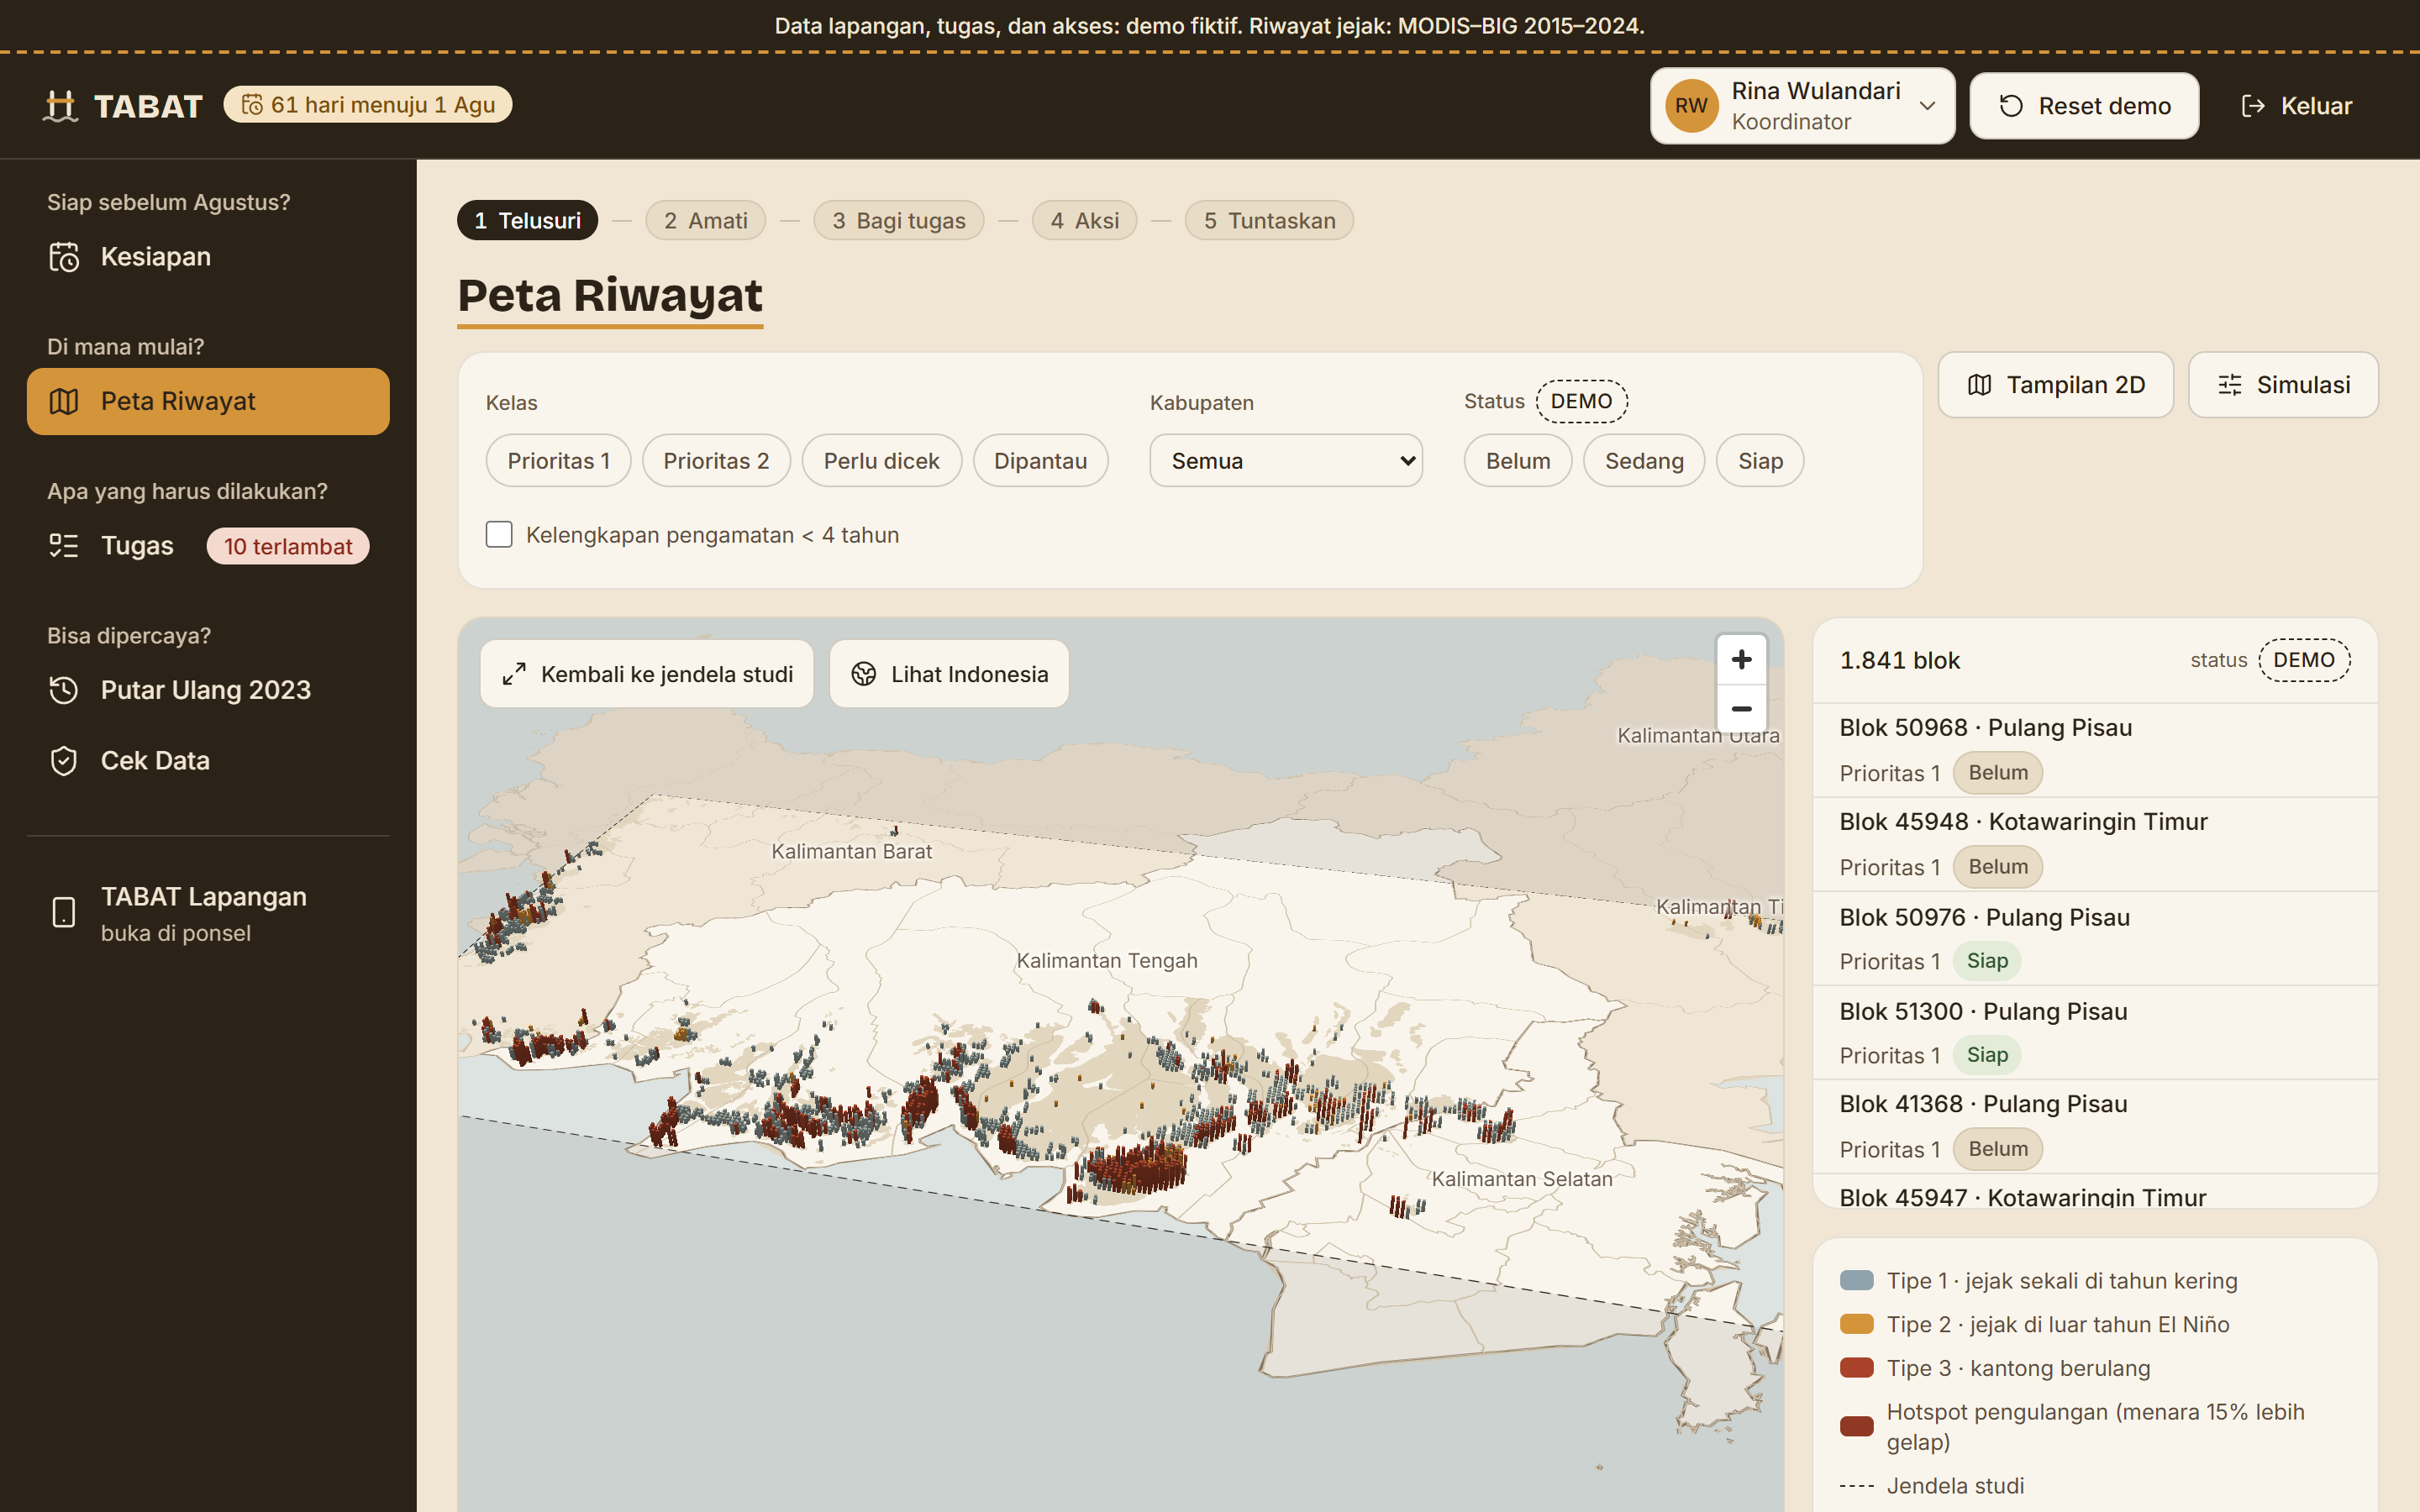 Data lapangan, tugas, dan akses: demo fiktif. Riwayat jejak: MODIS–BIG 2015–2024.
TABAT
61 hari menuju 1 Agu
RW
Rina Wulandari
Koordinator
Reset demo
Keluar
Siap sebelum Agustus?
Kesiapan
Di mana mulai?
Peta Riwayat
Apa yang harus dilakukan?
Tugas
10 terlambat
Bisa dipercaya?
Putar Ulang 2023
Cek Data
TABAT Lapangan
buka di ponsel
1 Telusuri
2 Amati
3 Bagi tugas
4 Aksi
5 Tuntaskan
Peta Riwayat
Kelas
Prioritas 1
Prioritas 2
Perlu dicek
Dipantau
Kabupaten
Semua
Status DEMO
Belum
Sedang
Siap
Kelengkapan pengamatan < 4 tahun
Tampilan 2D
Simulasi
Kembali ke jendela studi
Lihat Indonesia
+
−
Kalimantan Utara
Kalimantan Barat
Kalimantan Ti
Kalimantan Tengah
Kalimantan Selatan
1.841 blok
status DEMO
Blok 50968 · Pulang Pisau
Prioritas 1 Belum
Blok 45948 · Kotawaringin Timur
Prioritas 1 Belum
Blok 50976 · Pulang Pisau
Prioritas 1 Siap
Blok 51300 · Pulang Pisau
Prioritas 1 Siap
Blok 41368 · Pulang Pisau
Prioritas 1 Belum
Blok 45947 · Kotawaringin Timur
Tipe 1 · jejak sekali di tahun kering
Tipe 2 · jejak di luar tahun El Niño
Tipe 3 · kantong berulang
Hotspot pengulangan (menara 15% lebih
gelap)
Jendela studi